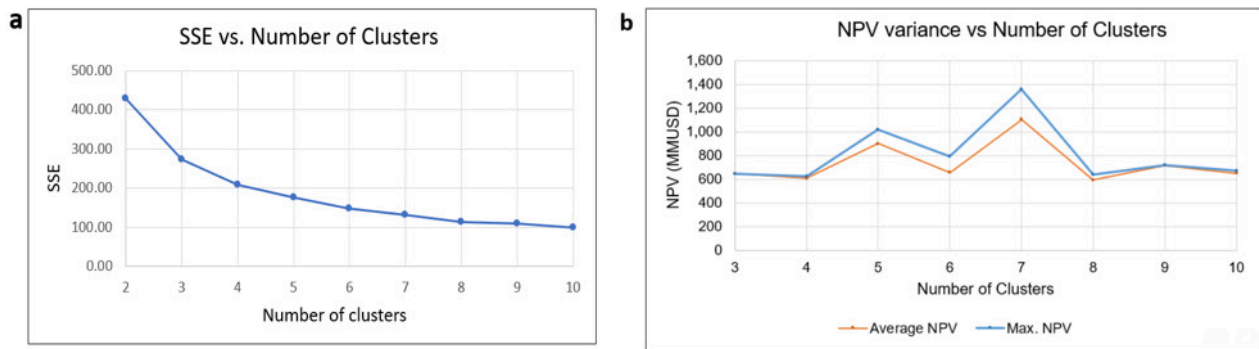 a
SSE vs. Number of Clusters
500.00
400.00
300.00
200.00
100.00
0.00
SSE
2 3 4 5 6 7 8 9 10
Number of clusters
b
NPV variance vs Number of Clusters
1,600
1,400
1,200
1,000
800
600
400
200
0
NPV (MMUSD)
3 4 5 6 7 8 9 10
Number of Clusters
Average NPV Max. NPV